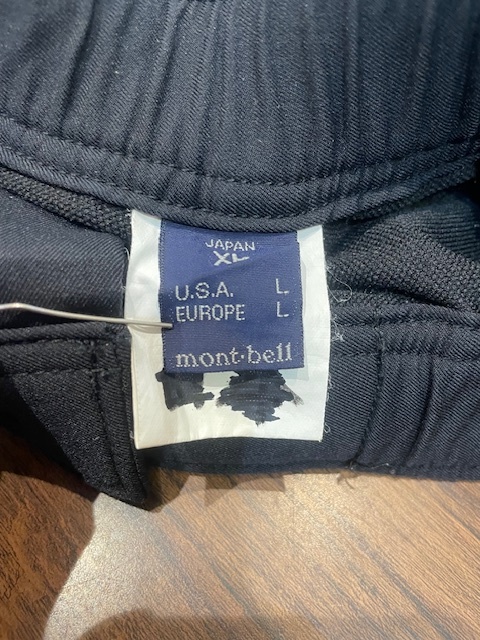 JAPAN
XL
U.S.A. L
EUROPE L
mont·bell